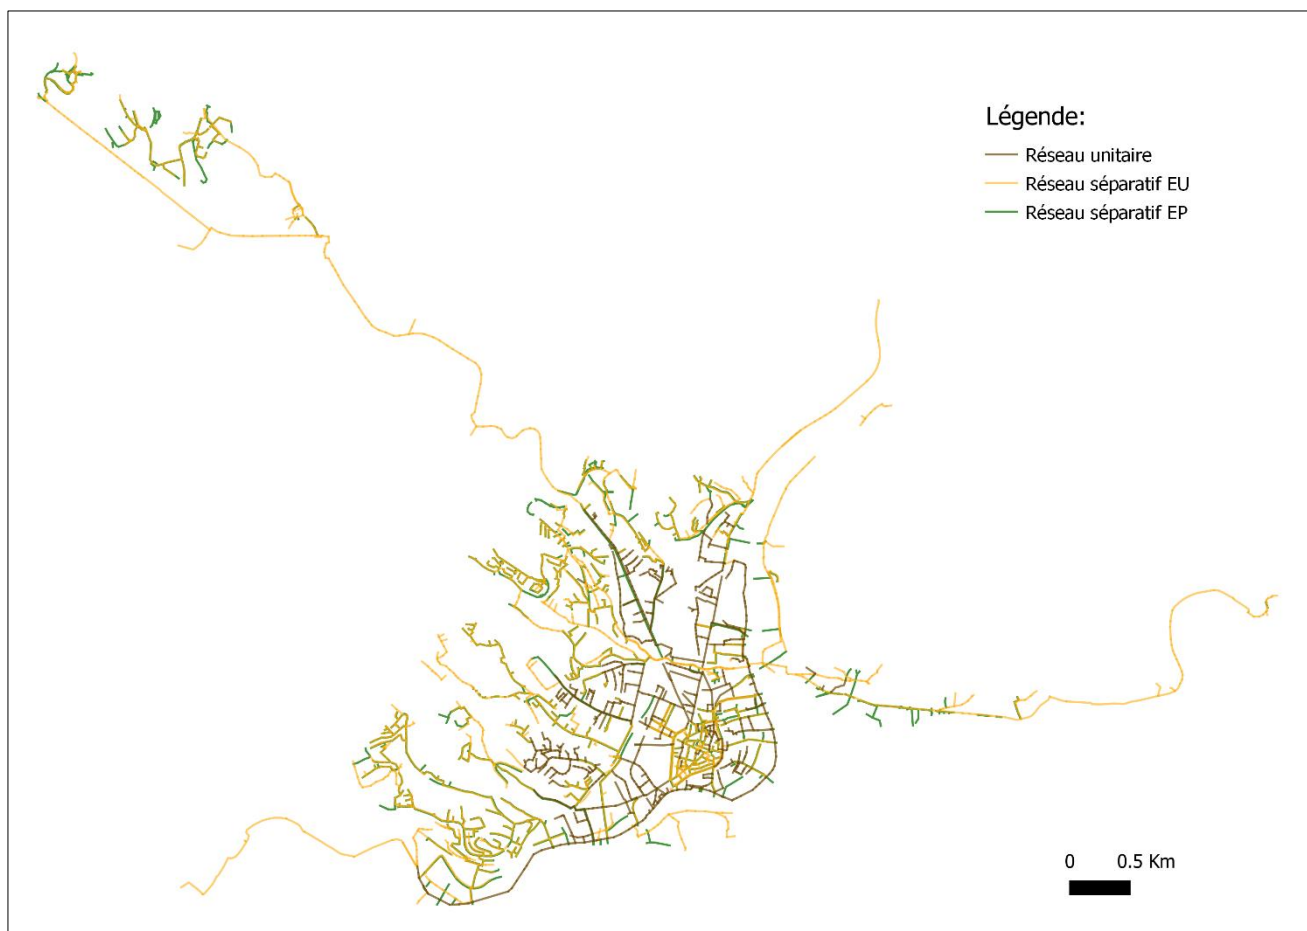 Légende:
Réseau unitaire
Réseau séparatif EU
Réseau séparatif EP
0 0.5 Km